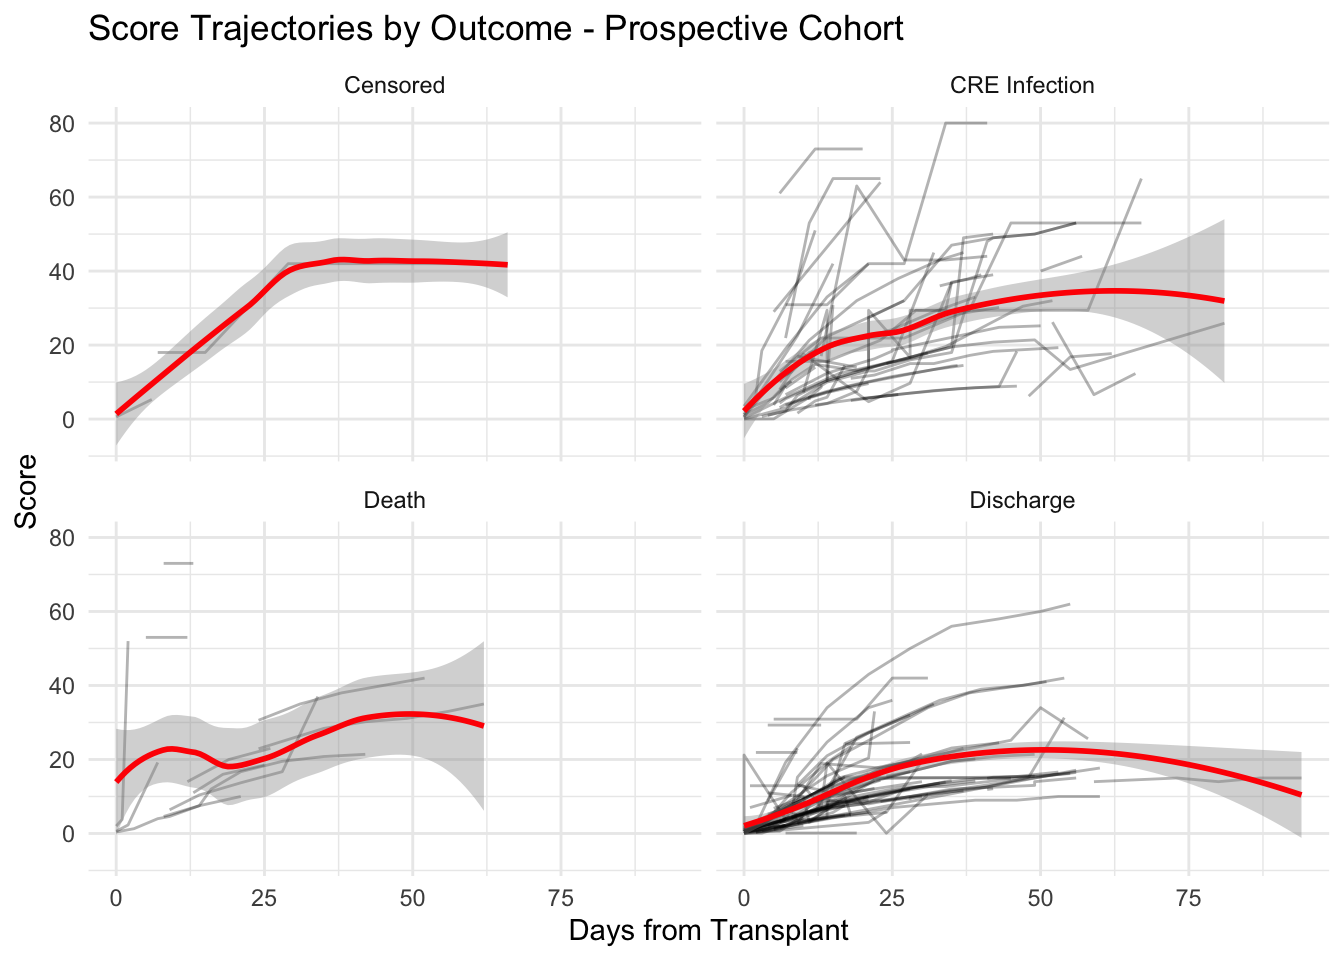 Score Trajectories by Outcome - Prospective Cohort
Censored
CRE Infection
80
60
40
20
0
Death
Discharge
80
60
40
20
0
0
25
50
75
0
25
50
75
Days from Transplant
Score